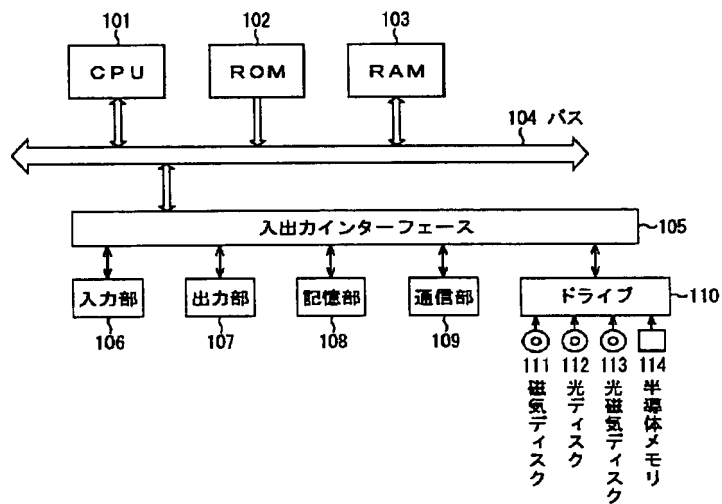 101
102
103
CPU
ROM
RAM
104 バス
入出力インターフェース
105
入力部
出力部
記憶部
通信部
ドライブ
110
106
107
108
109
111
112
113
114
磁気ディスク
光ディスク
光磁気ディスク
半導体メモリ